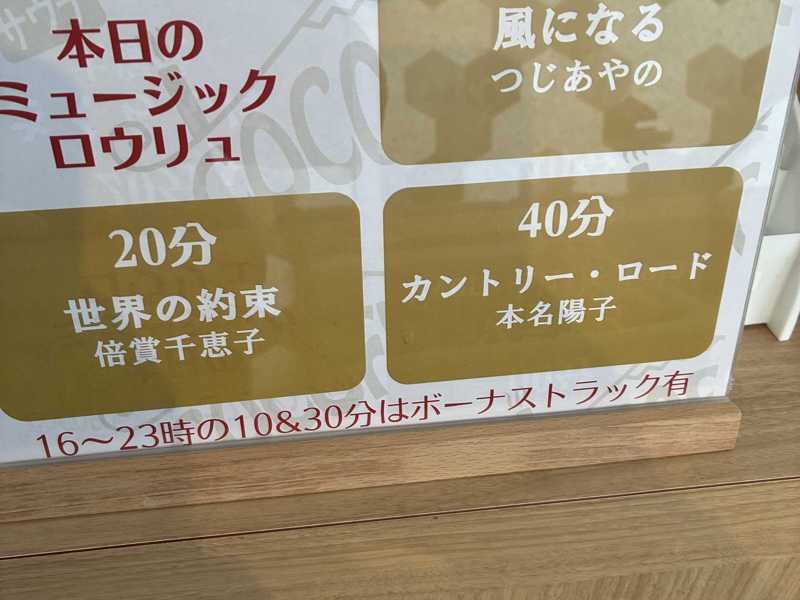 サウナ
本日の
ミュージック
ロウリュ
風になる
つじあやの
20分
世界の約束
倍賞千恵子
40分
カントリー・ロード
本名陽子
16〜23時の10&30分はボーナストラック有